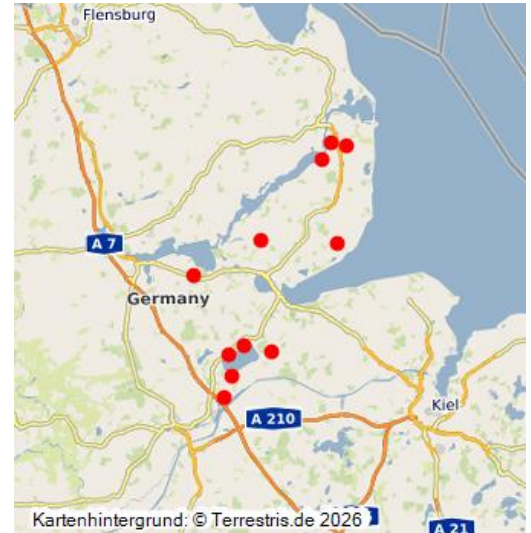 Flensburg
A 7
Germany
Kiel
A 210
A 21
Kartenhintergrund: © Terrestris.de 2026